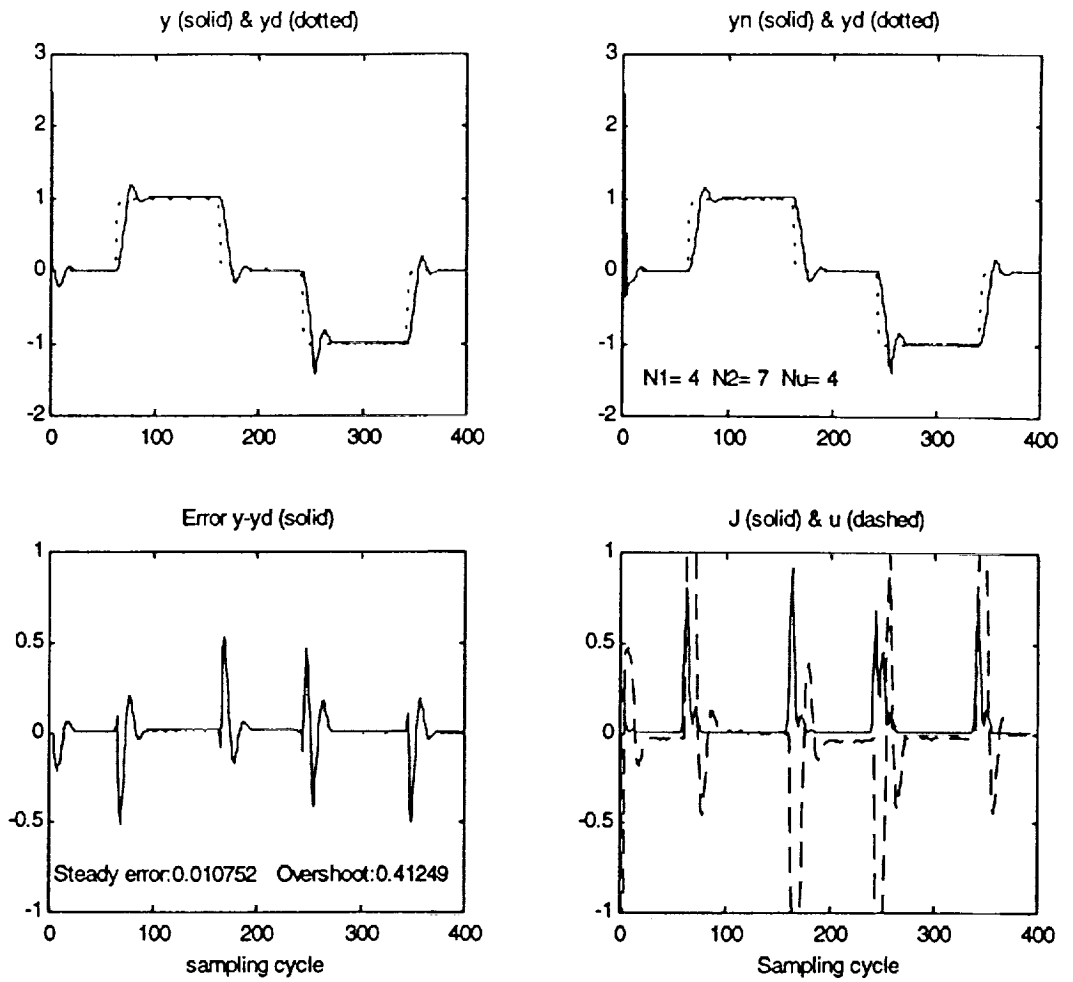 y (solid) & yd (dotted)
3
2
1
0
-1
-2
0 100 200 300 400
yn (solid) & yd (dotted)
3
2
1
0
-1
-2
N1= 4 N2= 7 Nu= 4
0 100 200 300 400
Error y-yd (solid)
1
0.5
0
-0.5
-1
Steady error:0.010752 Overshoot:0.41249
0 100 200 300 400
sampling cycle
J (solid) & u (dashed)
1
0.5
0
-0.5
-1
0 100 200 300 400
Sampling cycle